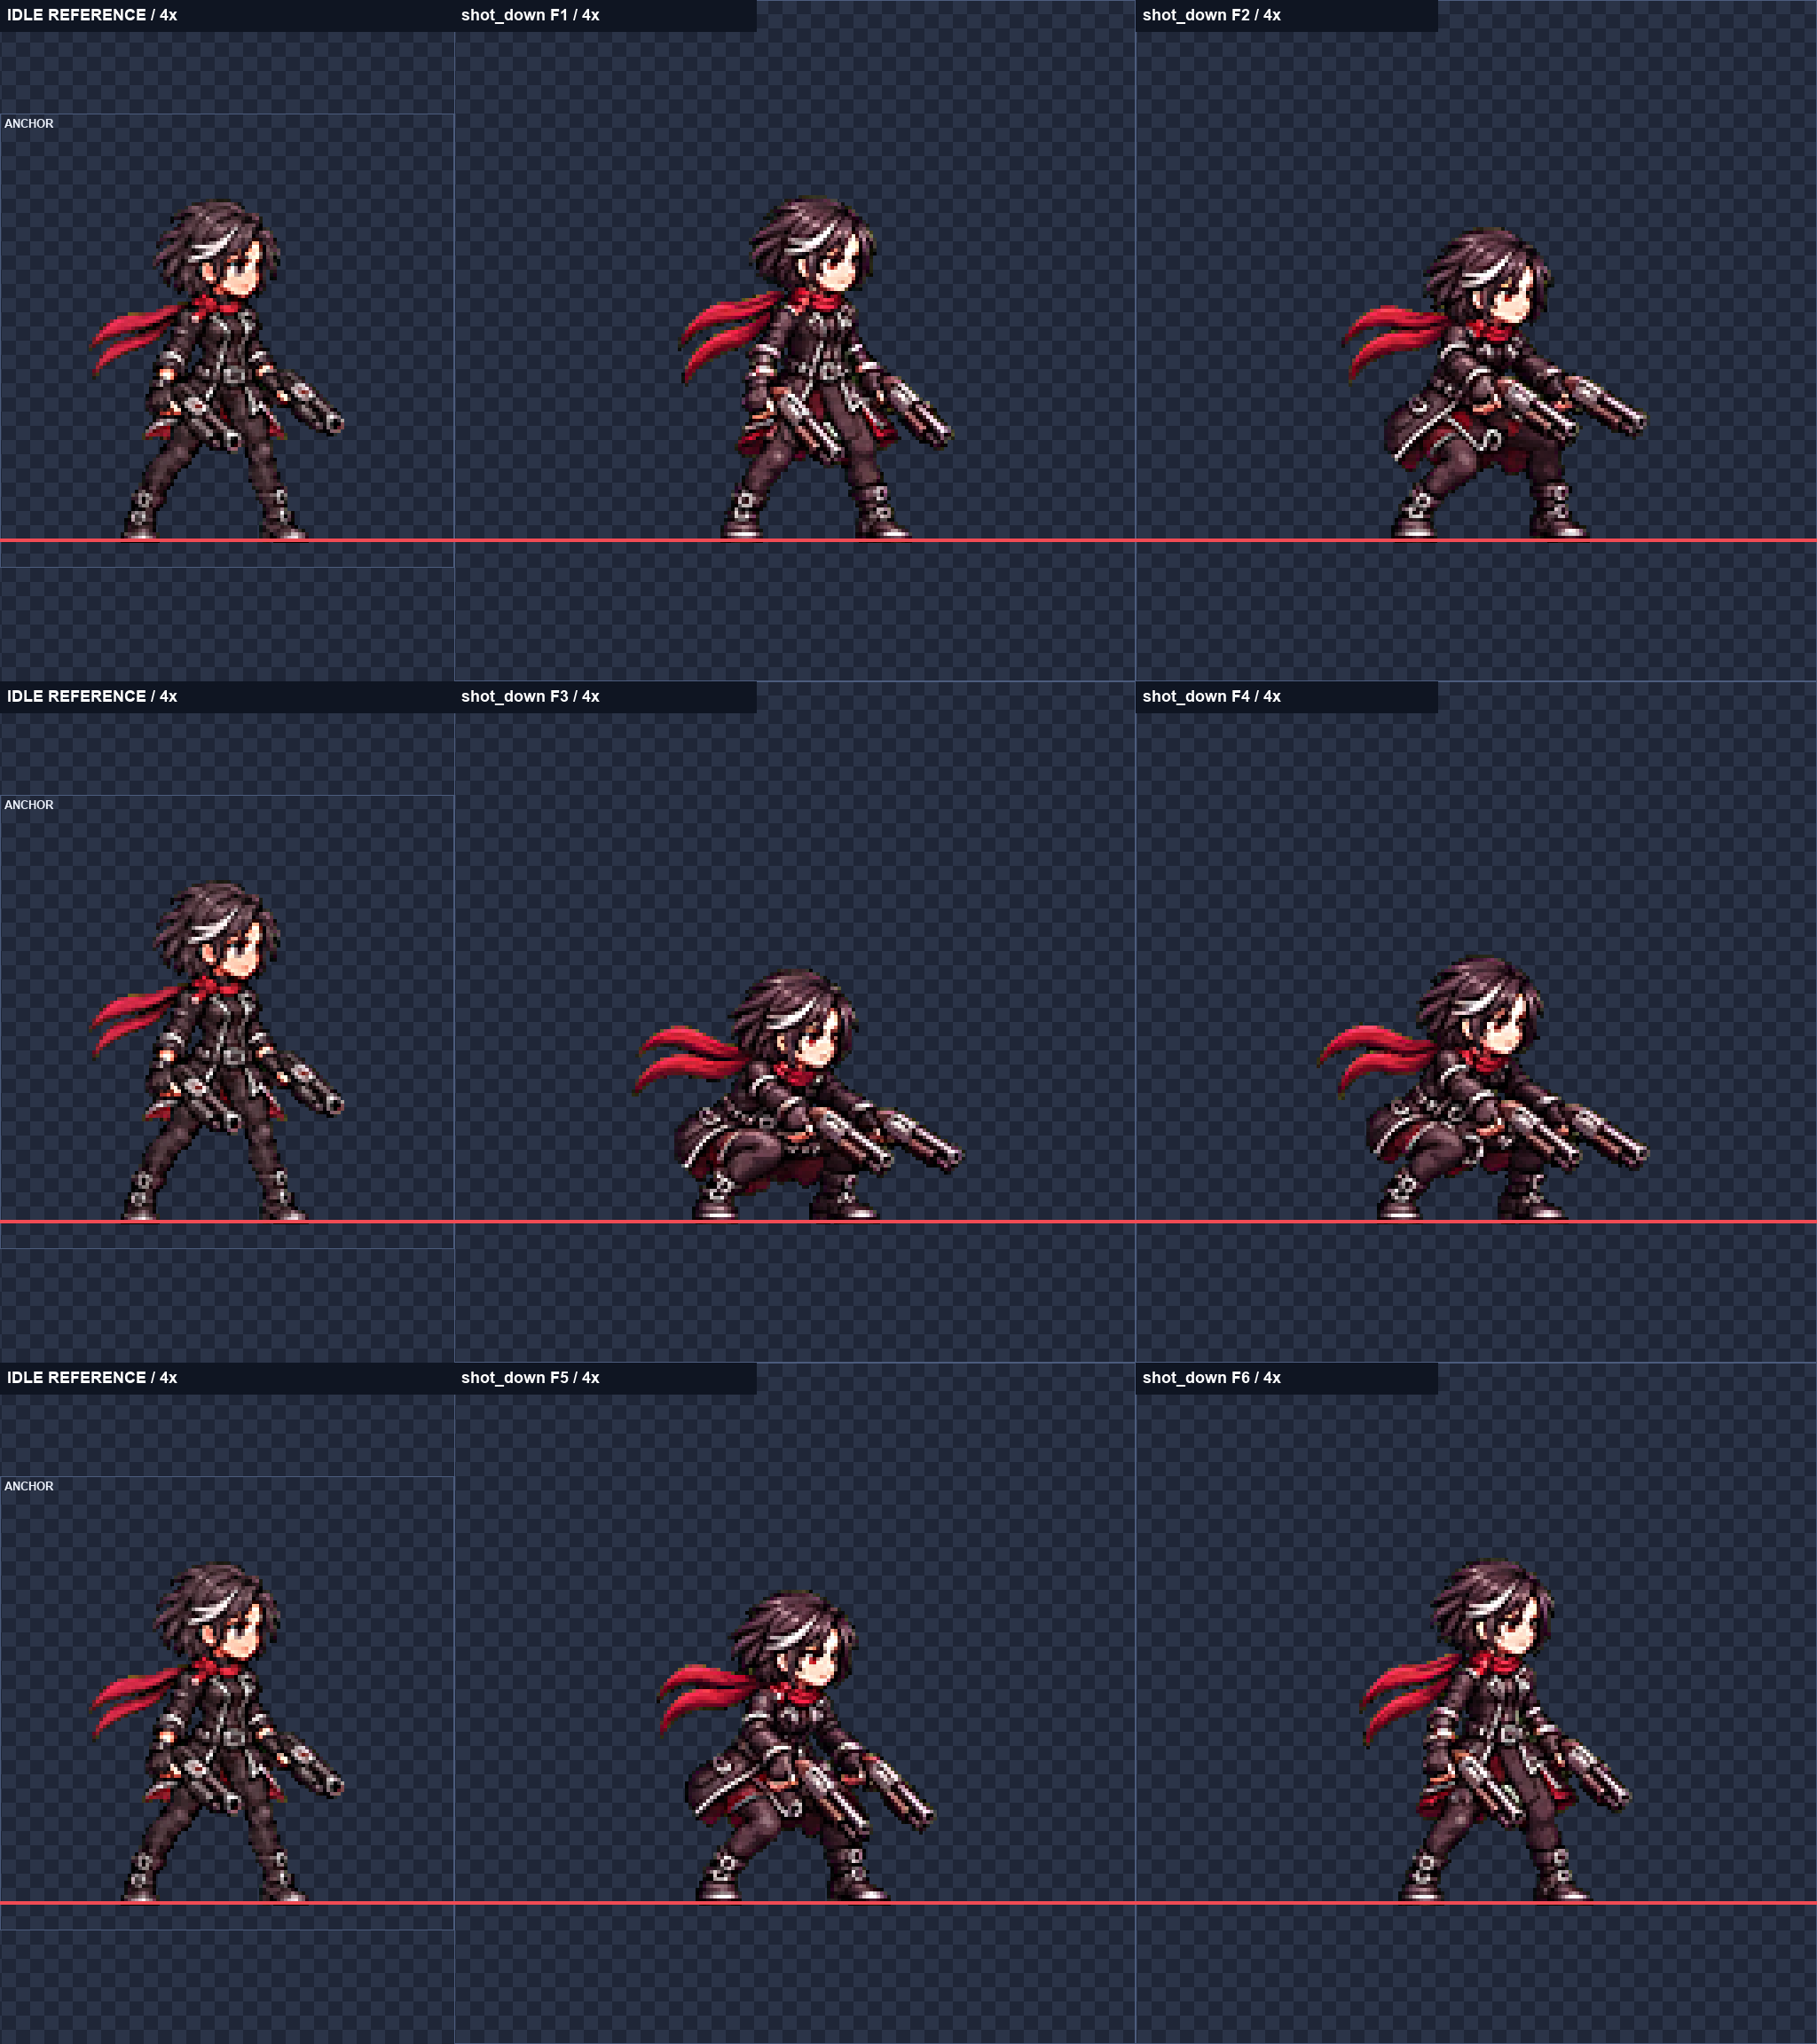 IDLE REFERENCE / 4x
shot_down F1 / 4x
shot_down F2 / 4x
ANCHOR
IDLE REFERENCE / 4x
shot_down F3 / 4x
shot_down F4 / 4x
ANCHOR
IDLE REFERENCE / 4x
shot_down F5 / 4x
shot_down F6 / 4x
ANCHOR